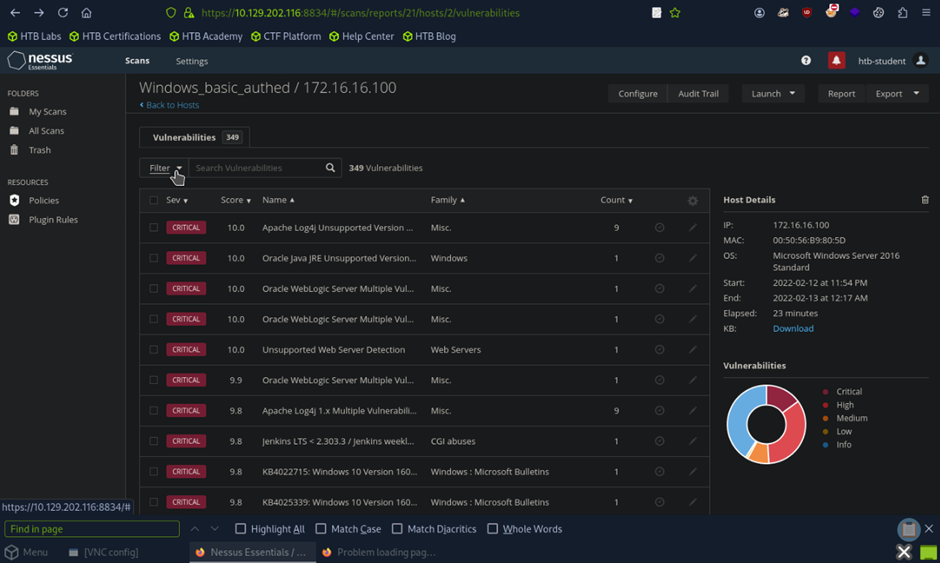 https://10.129.202.116:8834/#/scans/reports/21/hosts/2/vulnerabilities
HTB Labs HTB Certifications HTB Academy CTF Platform Help Center HTB Blog
nessus Essentials Scans Settings htb-student
FOLDERS
My Scans
All Scans
Trash
RESOURCES
Policies
Plugin Rules
Windows_basic_authed / 172.16.16.100
Back to Hosts
Configure Audit Trail Launch Report Export
Vulnerabilities 349
Filter Search Vulnerabilities 349 Vulnerabilities
Sev Score Name Family Count
CRITICAL 10.0 Apache Log4j Unsupported Version ... Misc. 9
CRITICAL 10.0 Oracle Java JRE Unsupported Version... Windows 1
CRITICAL 10.0 Oracle WebLogic Server Multiple Vul... Misc. 1
CRITICAL 10.0 Oracle WebLogic Server Multiple Vul... Misc. 1
CRITICAL 10.0 Unsupported Web Server Detection Web Servers 1
CRITICAL 9.9 Oracle WebLogic Server Multiple Vul... Misc. 1
CRITICAL 9.8 Apache Log4j 1.x Multiple Vulnerabili... Misc. 9
CRITICAL 9.8 Jenkins LTS < 2.303.3 / Jenkins weekl... CGI abuses 1
CRITICAL 9.8 KB4022715: Windows 10 Version 160... Windows : Microsoft Bulletins 1
CRITICAL 9.8 KB4025339: Windows 10 Version 160... Windows : Microsoft Bulletins 1
Host Details
IP: 172.16.16.100
MAC: 00:50:56:B9:80:5D
OS: Microsoft Windows Server 2016
Standard
Start: 2022-02-12 at 11:54 PM
End: 2022-02-13 at 12:17 AM
Elapsed: 23 minutes
KB: Download
Vulnerabilities
Critical
High
Medium
Low
Info
https://10.129.202.116:8834/#
Find in page Highlight All Match Case Match Diacritics Whole Words
Menu [VNC config] Nessus Essentials / ... Problem loading pag...